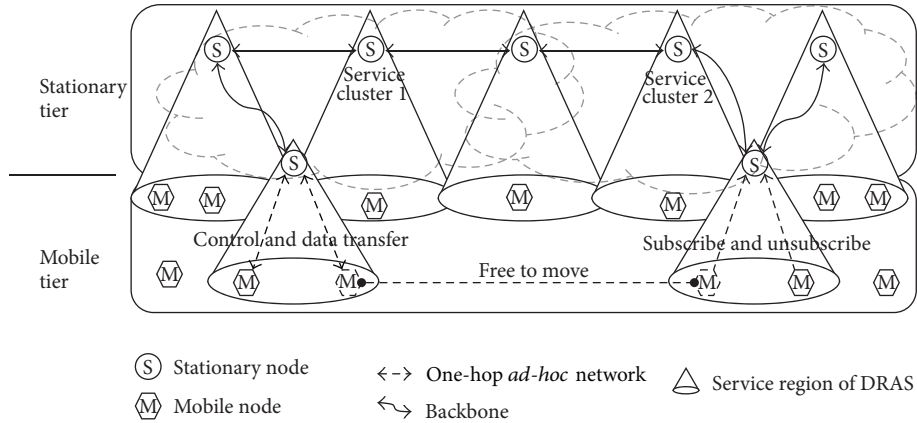 S S S S S
Service
cluster 1
Service
cluster 2
Stationary
tier
S S
M M M M M M M
Control and data transfer
Subscribe and unsubscribe
Mobile
tier
M M M Free to move M M M
S Stationary node
One-hop ad-hoc network
Service region of DRAS
M Mobile node
Backbone